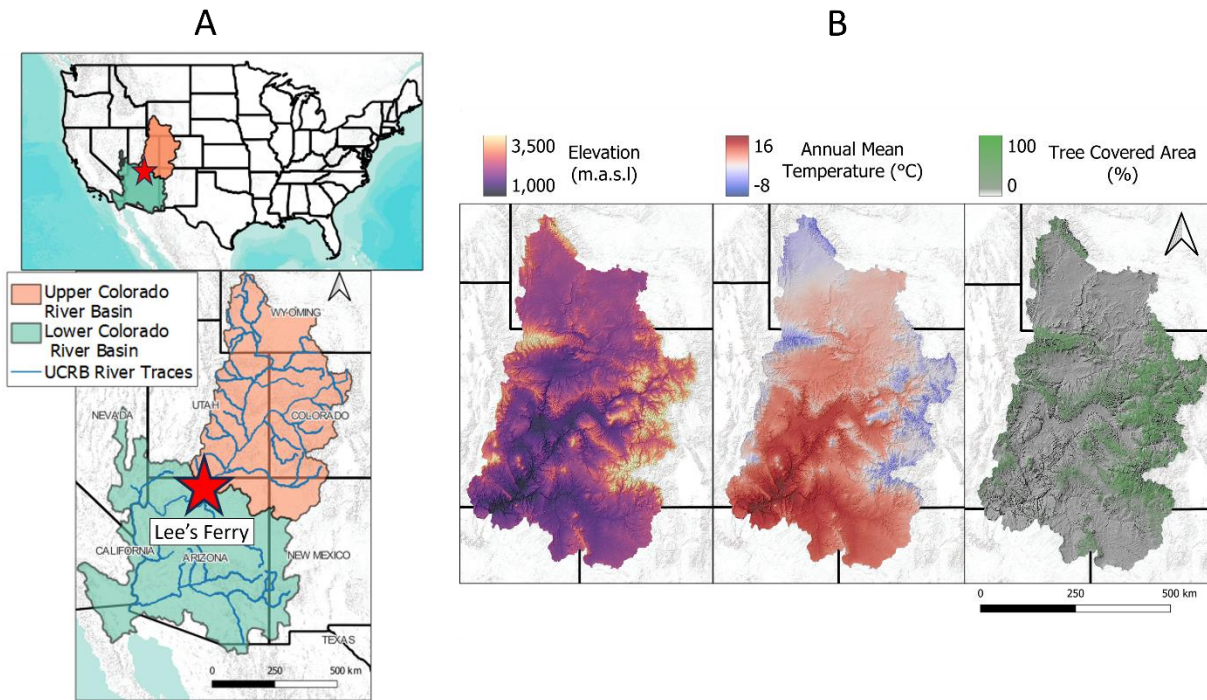 A
B
Upper Colorado
River Basin
Lower Colorado
River Basin
UCRB River Traces
WYOMING
NEVADA
UTAH
COLORADO
Lee's Ferry
CALIFORNIA
ARIZONA
NEW MEXICO
TEXAS
0 250 500 km
3,500
1,000
Elevation
(m.a.s.l)
16
-8
Annual Mean
Temperature (°C)
100
0
Tree Covered Area
(%)
0 250 500 km